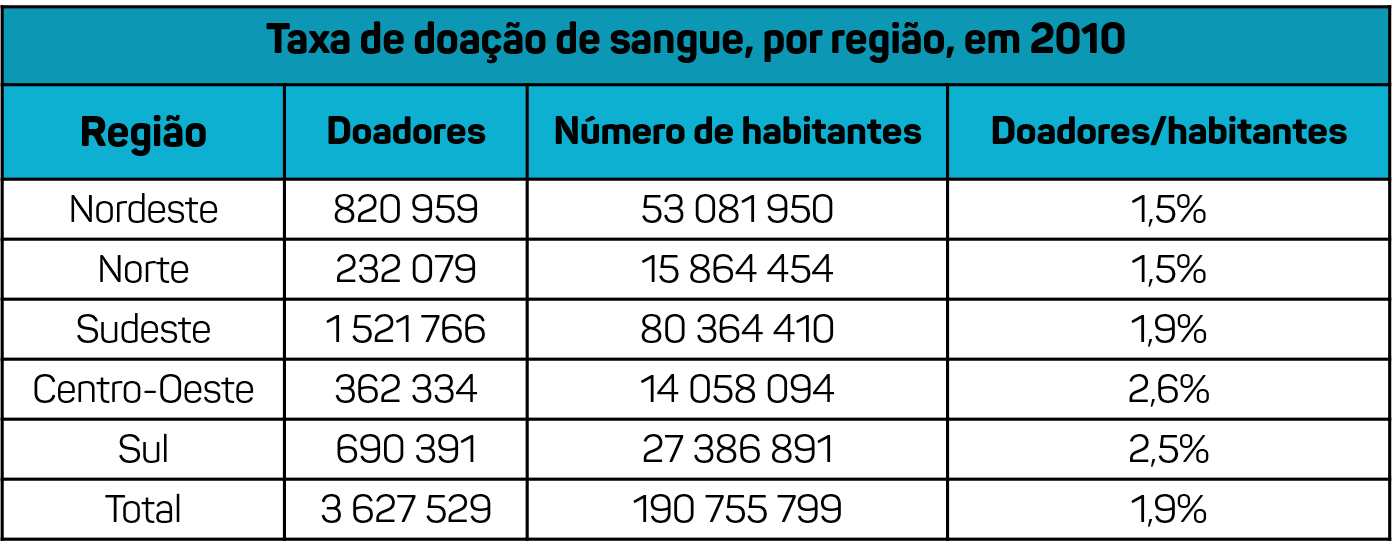 Taxa de doação de sangue, por região, em 2010
Região Doadores Número de habitantes Doadores/habitantes
Nordeste 820 959 53 081 950 1,5%
Norte 232 079 15 864 454 1,5%
Sudeste 1 521 766 80 364 410 1,9%
Centro-Oeste 362 334 14 058 094 2,6%
Sul 690 391 27 386 891 2,5%
Total 3 627 529 190 755 799 1,9%